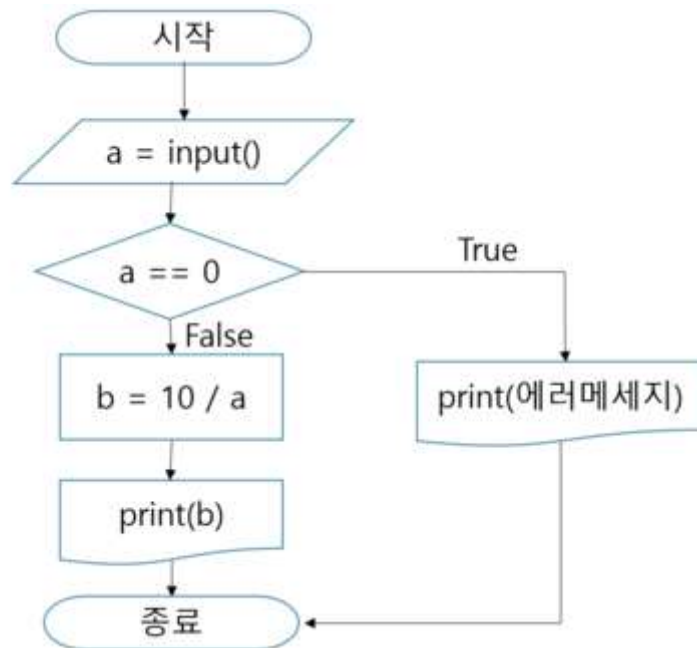 시작
a = input()
a == 0
True
False
b = 10 / a
print(에러메세지)
print(b)
종료